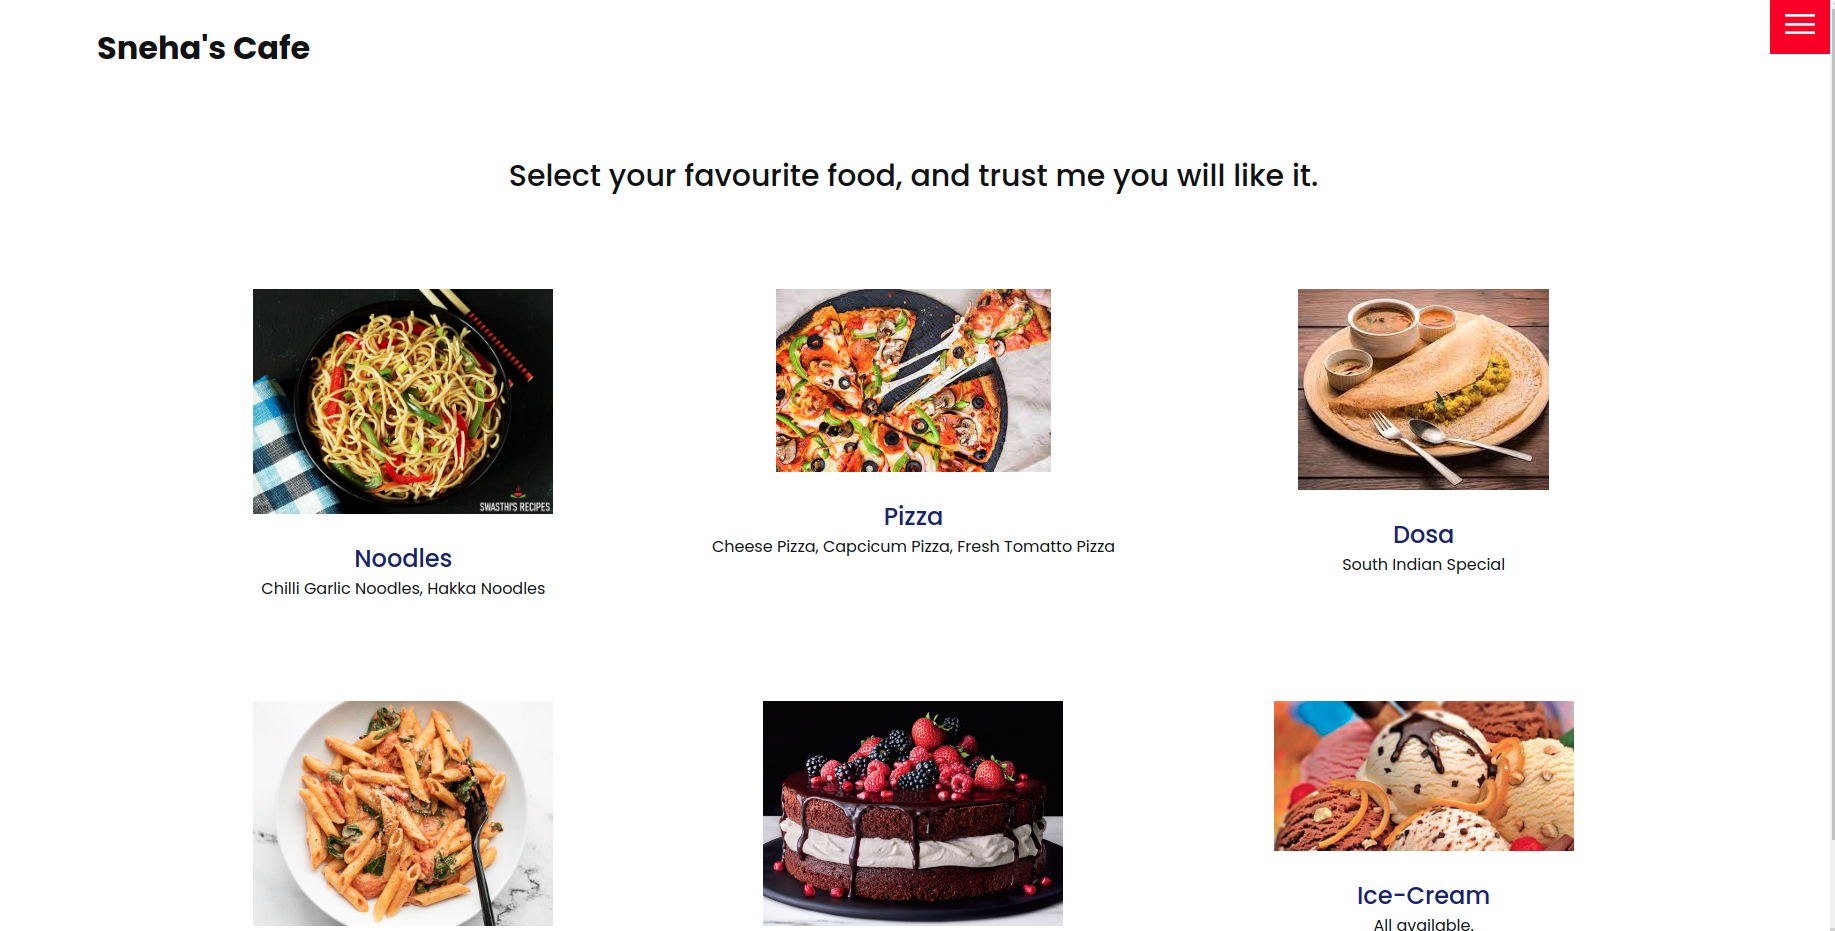 Sneha's Cafe
Select your favourite food, and trust me you will like it.
SWASTHI'S RECIPES
Noodles
Chilli Garlic Noodles, Hakka Noodles
Pizza
Cheese Pizza, Capcicum Pizza, Fresh Tomatto Pizza
Dosa
South Indian Special
Ice-Cream
All available.